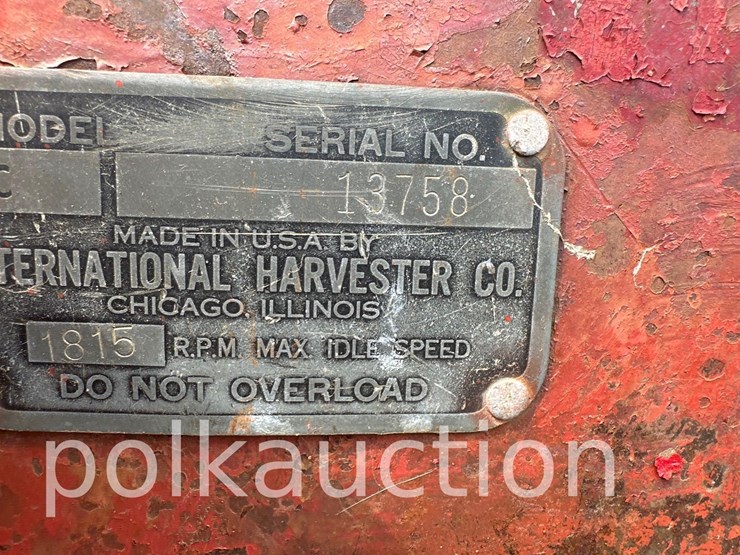 MODEL SERIAL NO.
C 13758
MADE IN U.S.A. BY
INTERNATIONAL HARVESTER CO.
CHICAGO, ILLINOIS
1815 R.P.M. MAX. IDLE SPEED
DO NOT OVERLOAD
polkauction